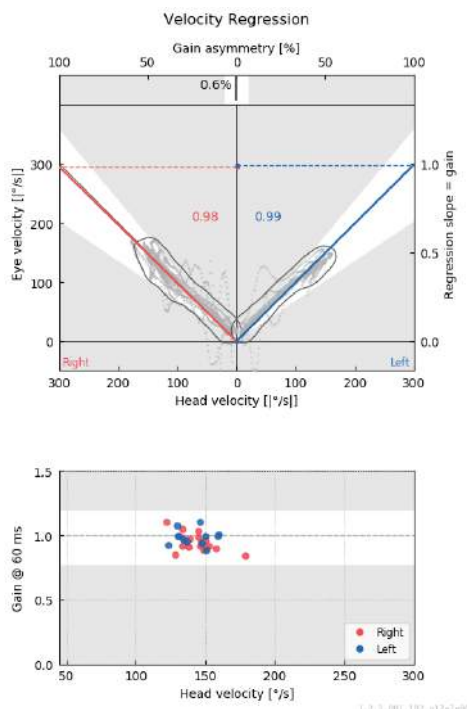 Velocity Regression
Gain asymmetry [%]
100 50 0 50 100
0.6%
300
200
100
0
Eye velocity [|°/s|]
0.98 0.99
1.0
0.5
0.0
Regression slope = gain
Right Left
300 200 100 0 100 200 300
Head velocity [|°/s|]
1.5
1.0
0.5
0.0
Gain @ 60 ms
Right
Left
50 100 150 200 250 300
Head velocity [°/s]